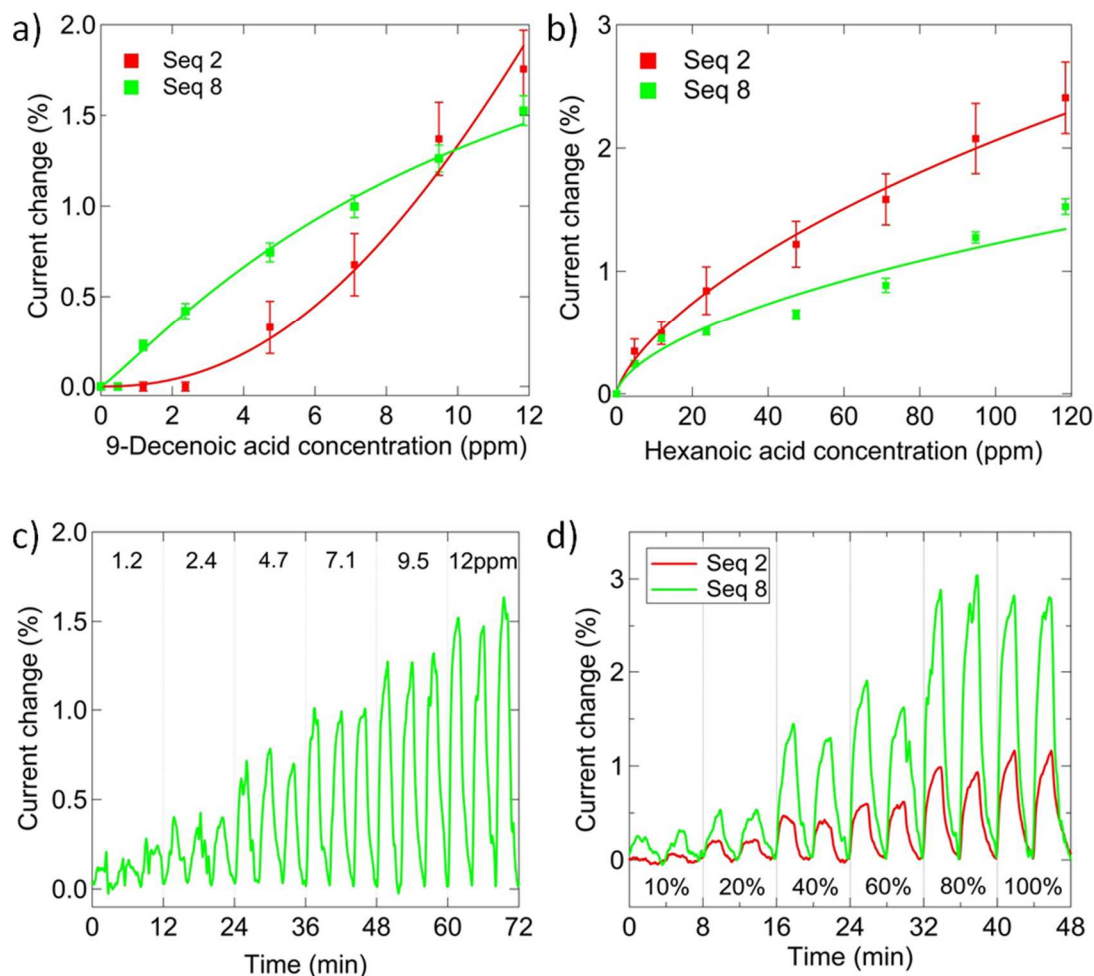 a)
2.0
1.5
1.0
0.5
0.0
Current change (%)
Seq 2
Seq 8
0 2 4 6 8 10 12
9-Decenoic acid concentration (ppm)
b)
3
2
1
0
Current change (%)
Seq 2
Seq 8
0 20 40 60 80 100 120
Hexanoic acid concentration (ppm)
c)
2.0
1.5
1.0
0.5
0.0
Current change (%)
1.2 2.4 4.7 7.1 9.5 12ppm
0 12 24 36 48 60 72
Time (min)
d)
3
2
1
0
Current change (%)
Seq 2
Seq 8
10% 20% 40% 60% 80% 100%
0 8 16 24 32 40 48
Time (min)